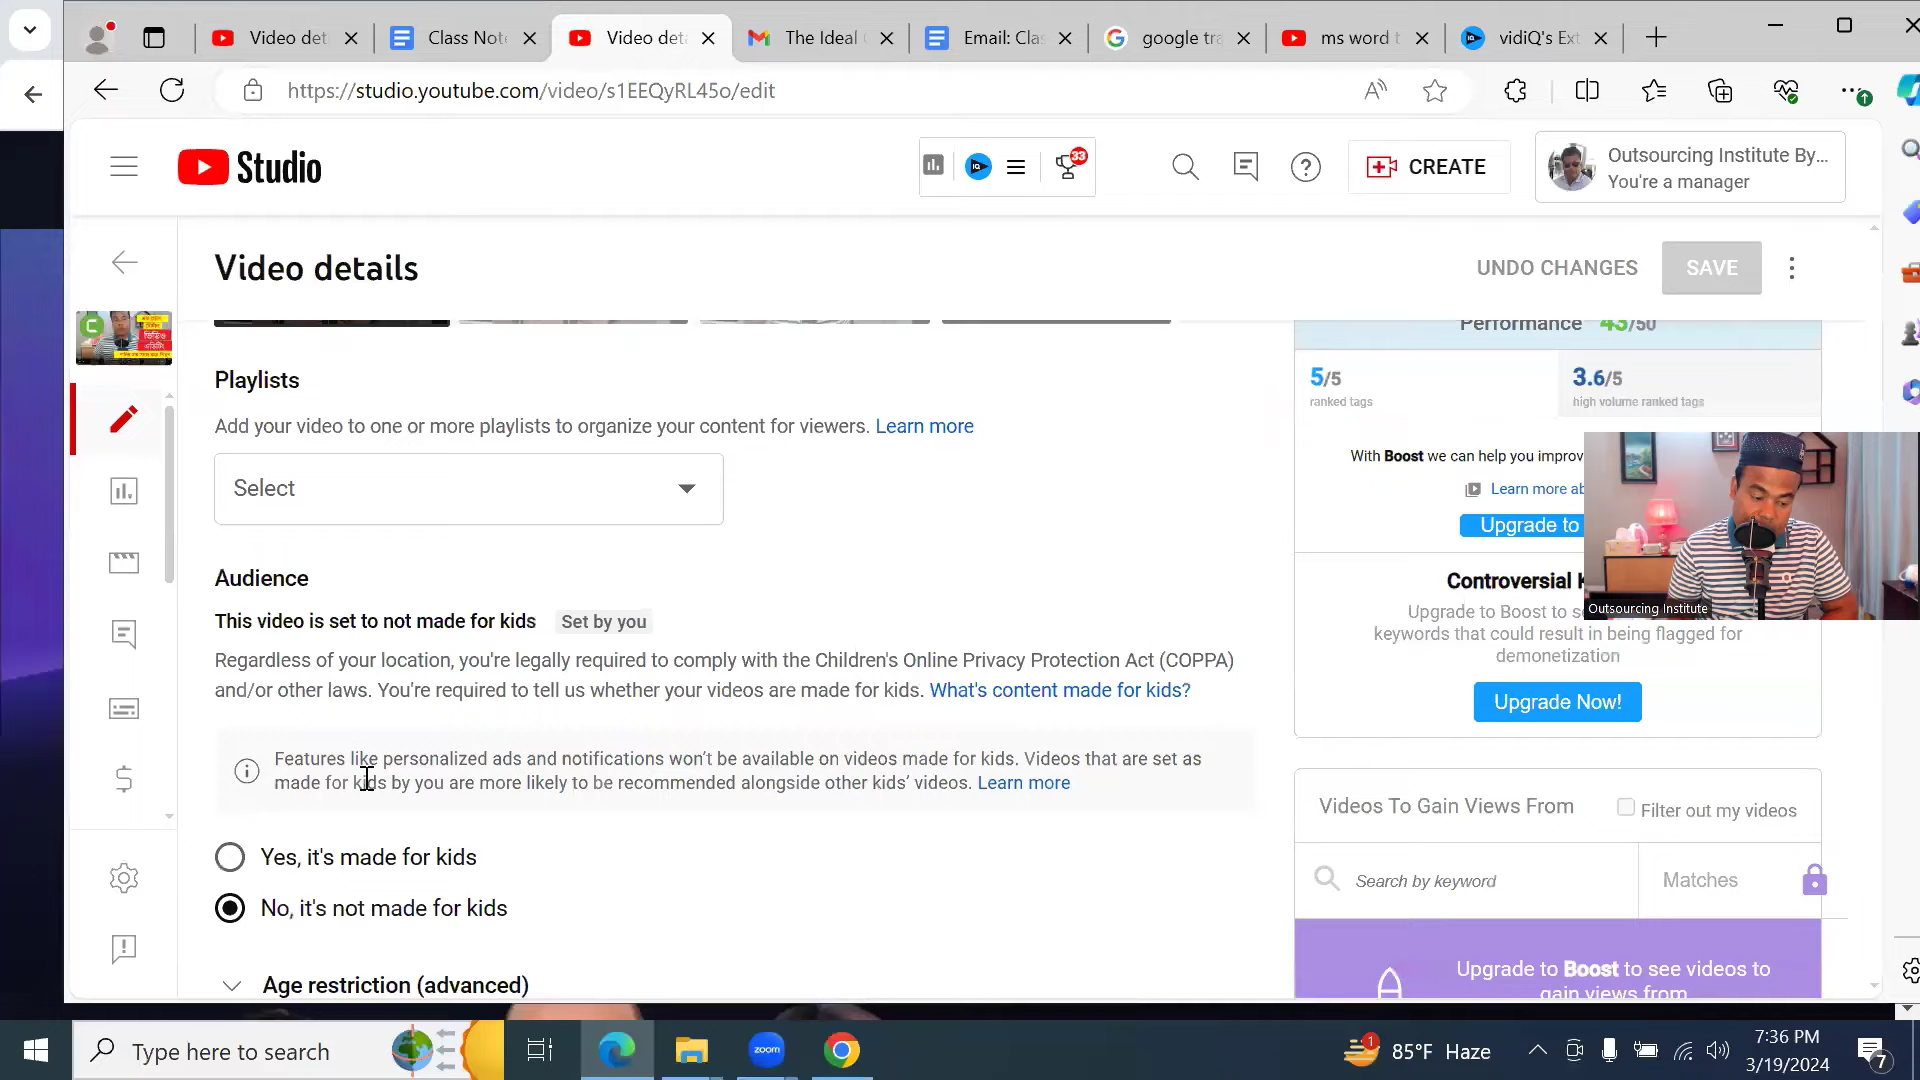 Video det
Class Not
Video deta
The Ideal
Email: Cla
google tra
ms word t
vidiQ's Ext
https://studio.youtube.com/video/s1EEQyRL45o/edit
Studio
33
CREATE
Outsourcing Institute By...
You're a manager
Video details
UNDO CHANGES
SAVE
Performance 43/50
Playlists
5/5
ranked tags
3.6/5
high volume ranked tags
Add your video to one or more playlists to organize your content for viewers. Learn more
With Boost we can help you improv
Select
Learn more ab
Upgrade to
Audience
Controversial
This video is set to not made for kids
Set by you
Upgrade to Boost to
keywords that could result in being flagged for
demonetization
Outsourcing Institute
Regardless of your location, you're legally required to comply with the Children's Online Privacy Protection Act (COPPA)
and/or other laws. You're required to tell us whether your videos are made for kids. What's content made for kids?
Upgrade Now!
Features like personalized ads and notifications won't be available on videos made for kids. Videos that are set as
made for kids by you are more likely to be recommended alongside other kids' videos. Learn more
Videos To Gain Views From
Filter out my videos
Yes, it's made for kids
Search by keyword
Matches
No, it's not made for kids
Upgrade to Boost to see videos to
gain views from
Age restriction (advanced)
Type here to search
zoom
1
85°F Haze
7:36 PM
3/19/2024
7